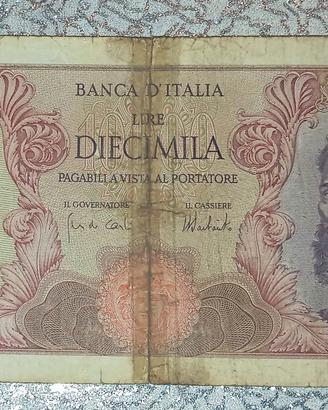 BANCA D'ITALIA
LIRE
DIECIMILA
PAGABILI A VISTA AL PORTATORE
IL GOVERNATORE IL CASSIERE